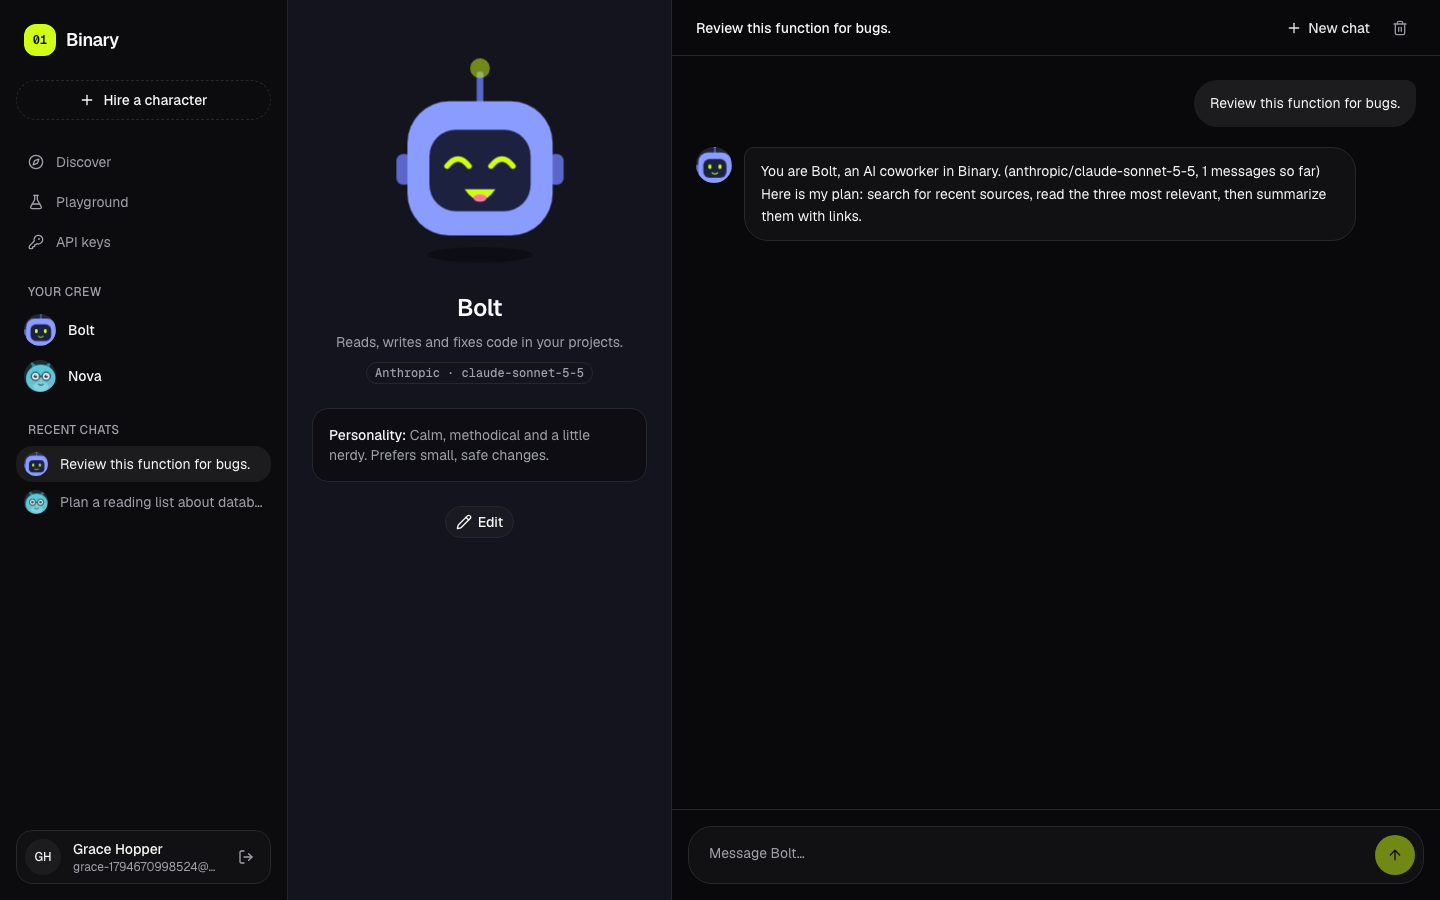 01 Binary
Hire a character
Discover
Playground
API keys
YOUR CREW
Bolt
Nova
RECENT CHATS
Review this function for bugs.
Plan a reading list about datab…
GH
Grace Hopper
grace-1794670998524@…
Bolt
Reads, writes and fixes code in your projects.
Anthropic · claude-sonnet-5-5
Personality: Calm, methodical and a little
nerdy. Prefers small, safe changes.
Edit
Review this function for bugs.
New chat
Review this function for bugs.
You are Bolt, an AI coworker in Binary. (anthropic/claude-sonnet-5-5, 1 messages so far)
Here is my plan: search for recent sources, read the three most relevant, then summarize
them with links.
Message Bolt…